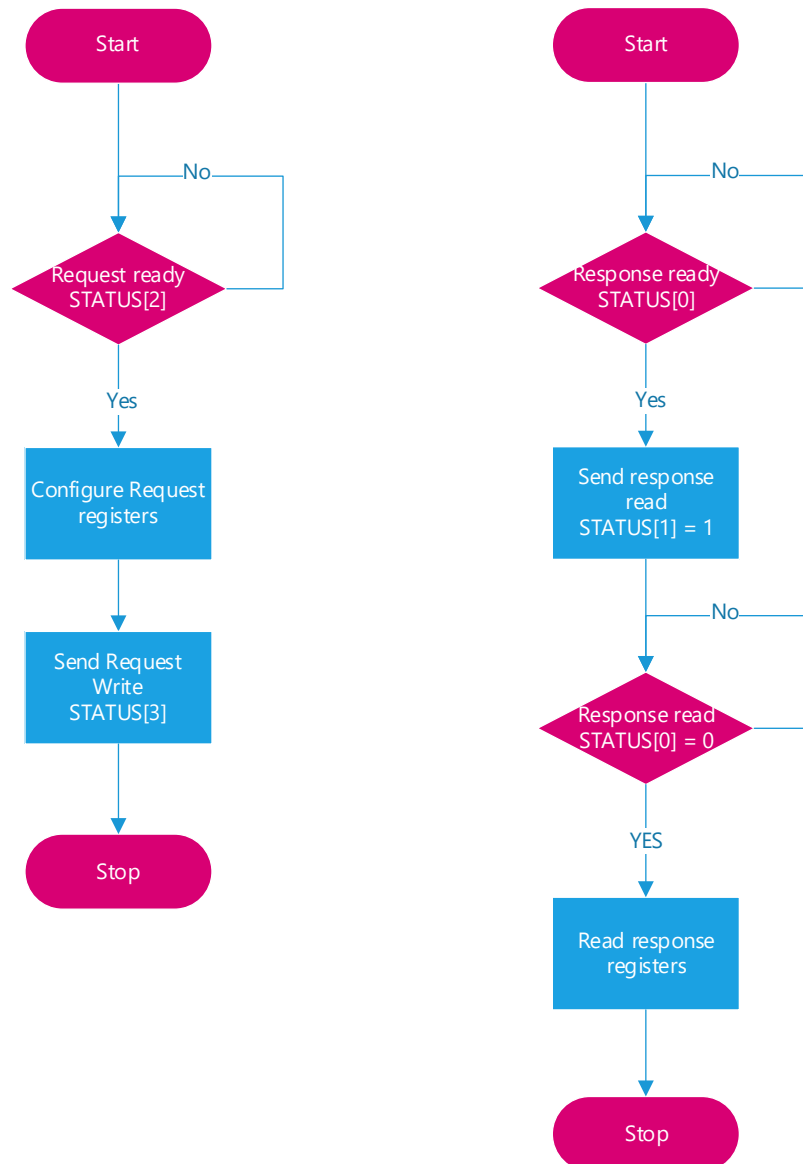 Start
No
Request ready
STATUS[2]
Yes
Configure Request
registers
Send Request
Write
STATUS[3]
Stop
Start
No
Response ready
STATUS[0]
Yes
Send response
read
STATUS[1] = 1
No
Response read
STATUS[0] = 0
YES
Read response
registers
Stop